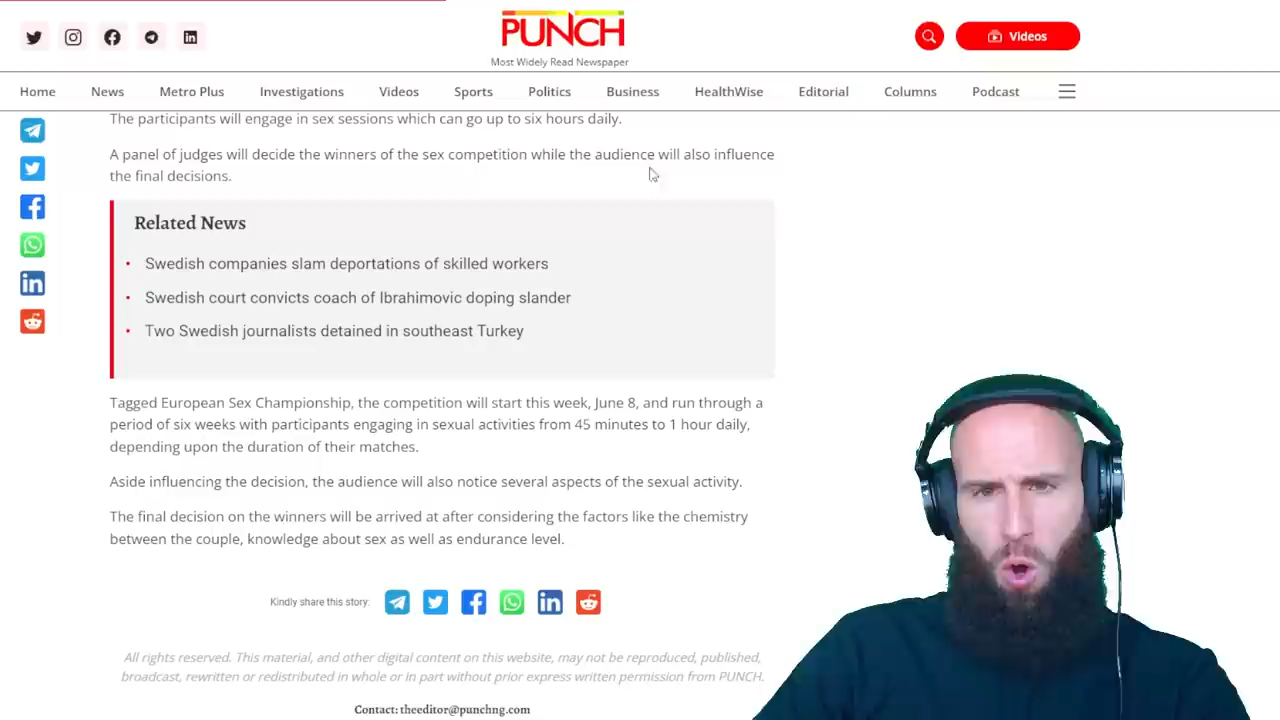 PUNCH
Most Widely Read Newspaper
Videos
Home News Metro Plus Investigations Videos Sports Politics Business HealthWise Editorial Columns Podcast
The participants will engage in sex sessions which can go up to six hours daily.
A panel of judges will decide the winners of the sex competition while the audience will also influence
the final decisions.
Related News
• Swedish companies slam deportations of skilled workers
• Swedish court convicts coach of Ibrahimovic doping slander
• Two Swedish journalists detained in southeast Turkey
Tagged European Sex Championship, the competition will start this week, June 8, and run through a
period of six weeks with participants engaging in sexual activities from 45 minutes to 1 hour daily,
depending upon the duration of their matches.
Aside influencing the decision, the audience will also notice several aspects of the sexual activity.
The final decision on the winners will be arrived at after considering the factors like the chemistry
between the couple, knowledge about sex as well as endurance level.
Kindly share this story:
All rights reserved. This material, and other digital content on this website, may not be reproduced, published,
broadcast, rewritten or redistributed in whole or in part without prior express written permission from PUNCH.
Contact: theeditor@punchng.com